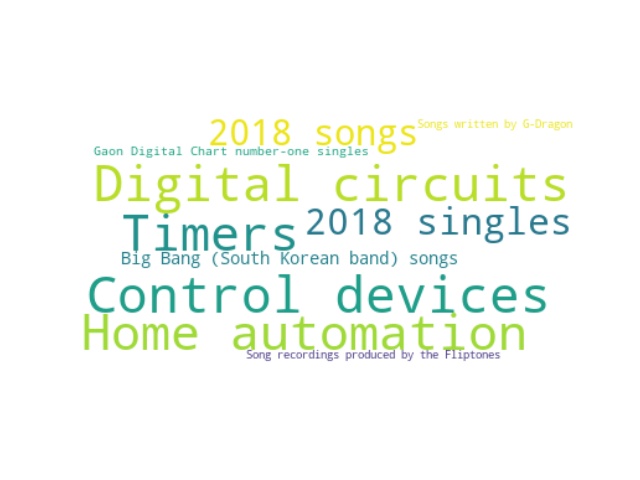 2018 songs
Songs written by G-Dragon
Gaon Digital Chart number-one singles
Digital circuits
Timers
2018 singles
Big Bang (South Korean band) songs
Control devices
Home automation
Song recordings produced by the Fliptones